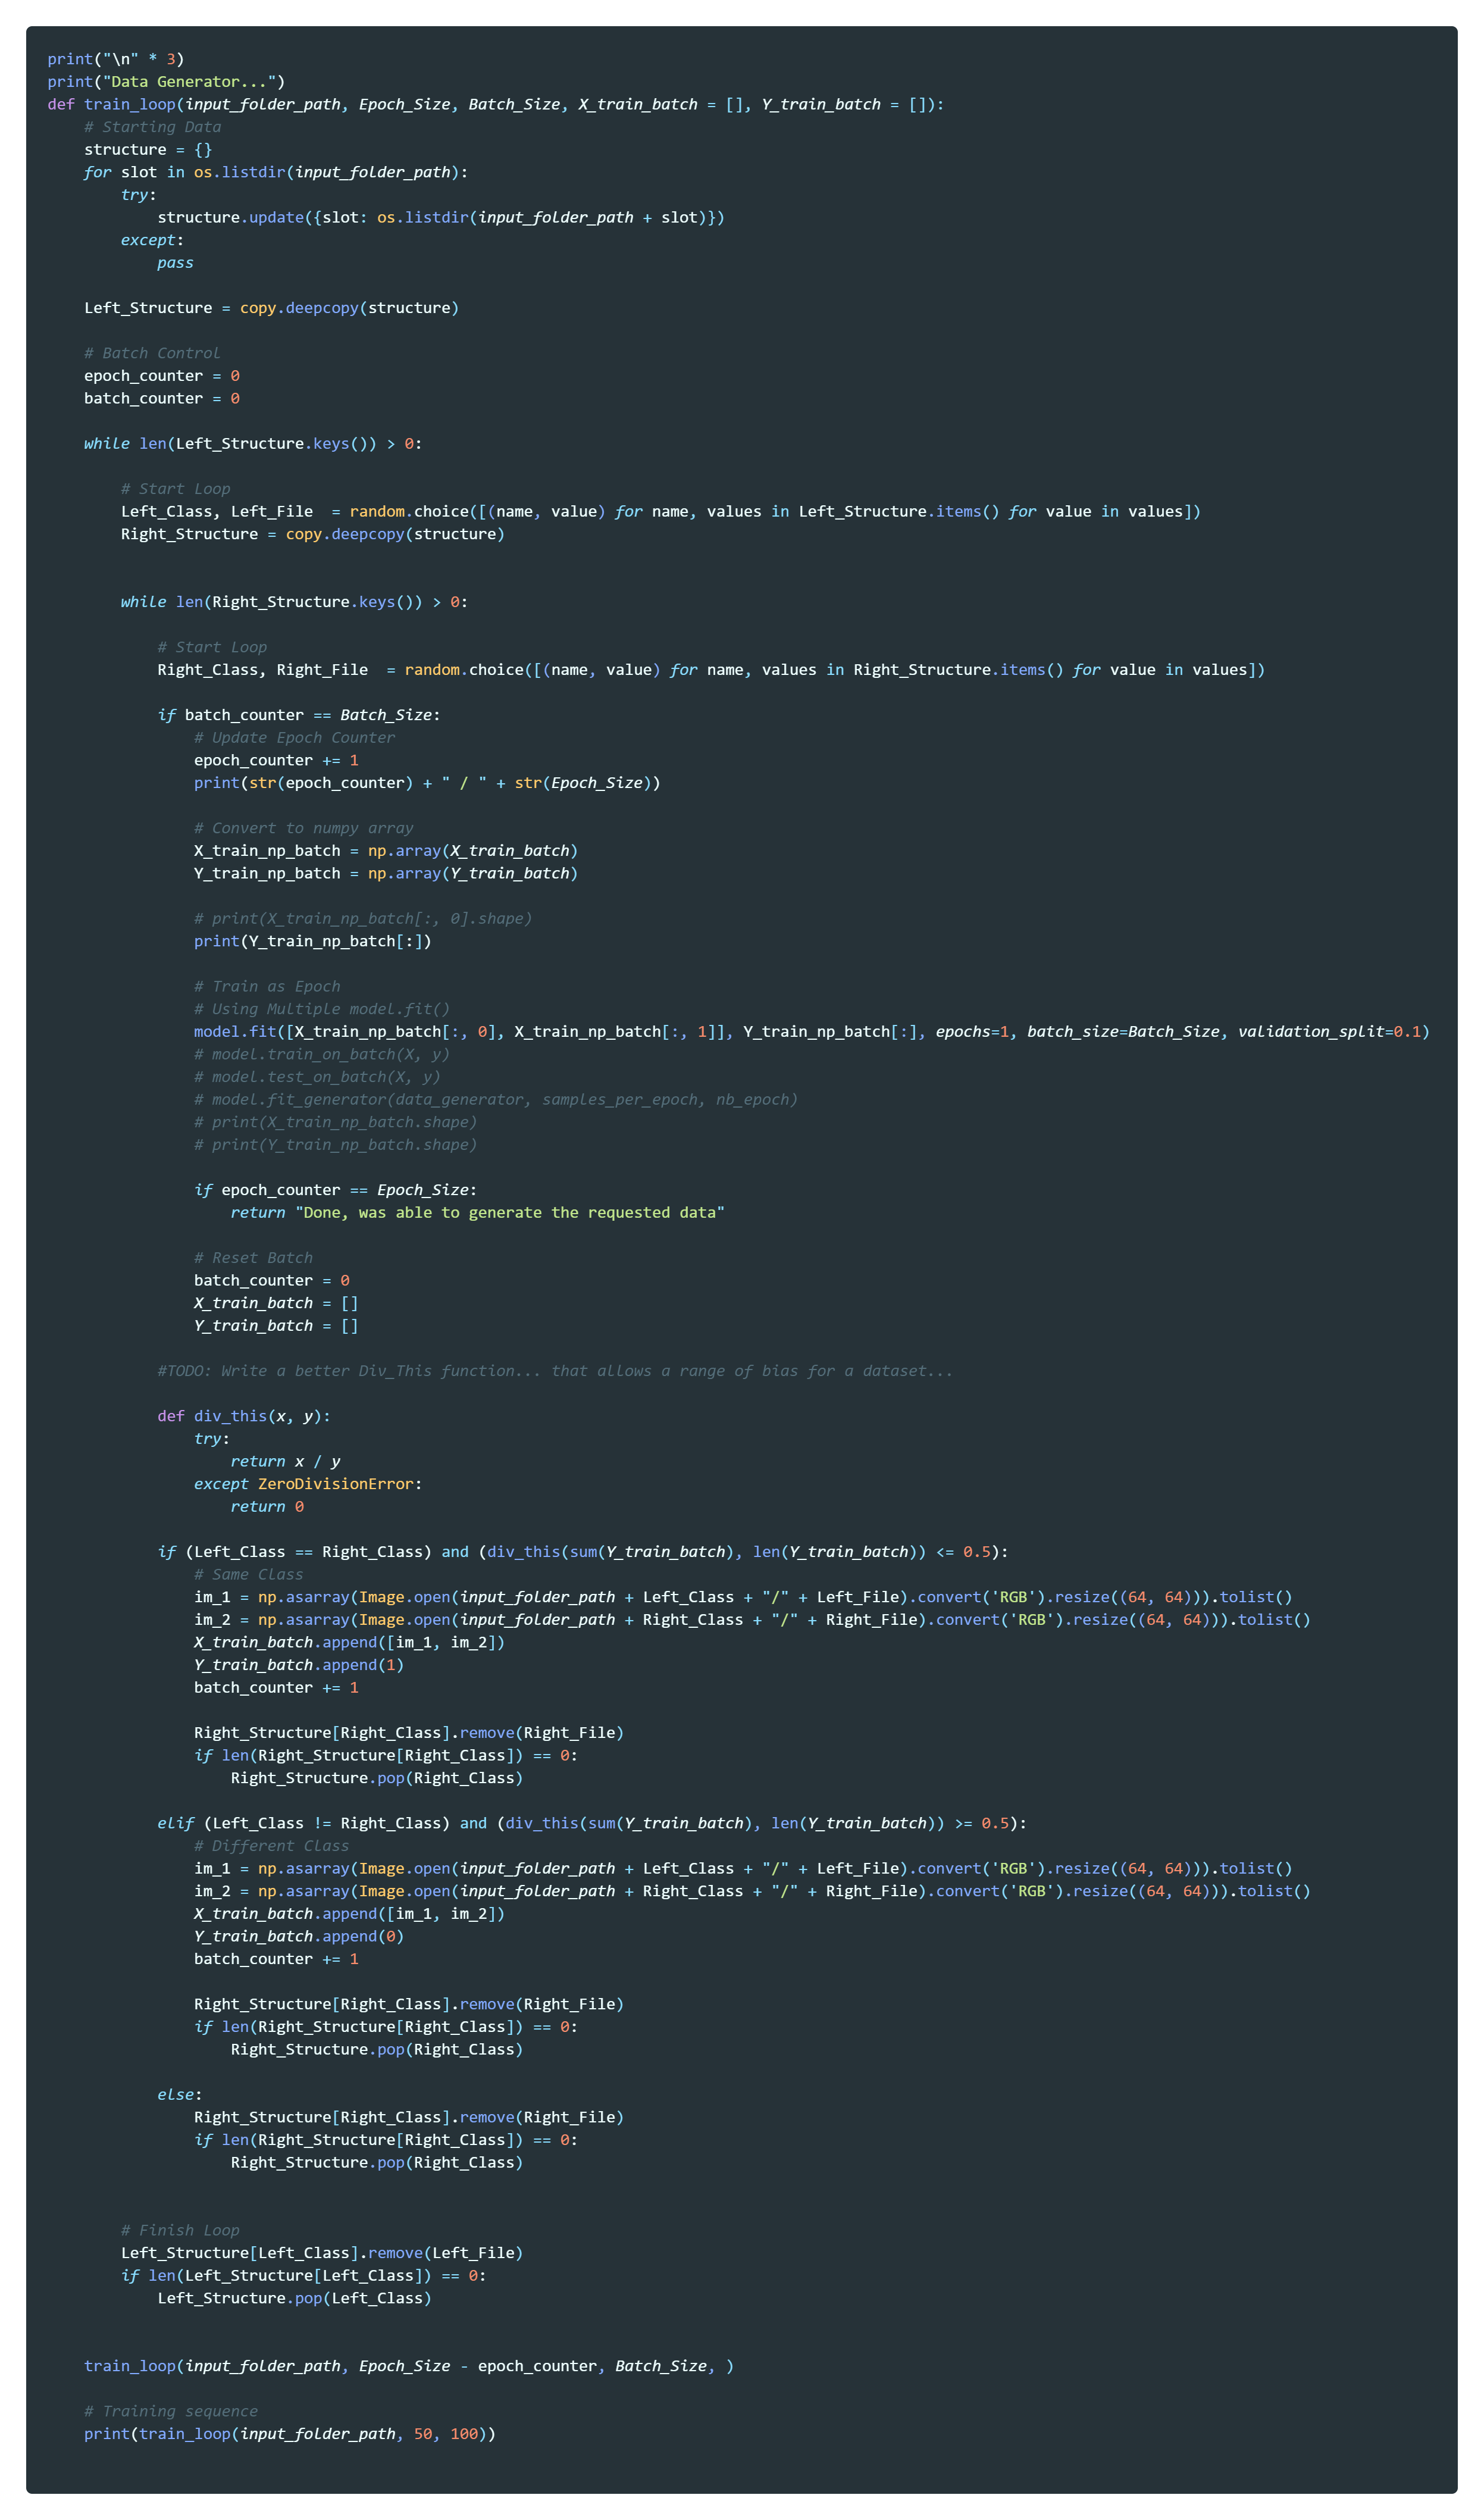 print("\n" * 3)
print("Data Generator...")
def train_loop(input_folder_path, Epoch_Size, Batch_Size, X_train_batch = [], Y_train_batch = []):
    # Starting Data
    structure = {}
    for slot in os.listdir(input_folder_path):
        try:
            structure.update({slot: os.listdir(input_folder_path + slot)})
        except:
            pass

    Left_Structure = copy.deepcopy(structure)

    # Batch Control
    epoch_counter = 0
    batch_counter = 0

    while len(Left_Structure.keys()) > 0:

        # Start Loop
        Left_Class, Left_File  = random.choice([(name, value) for name, values in Left_Structure.items() for value in values])
        Right_Structure = copy.deepcopy(structure)


        while len(Right_Structure.keys()) > 0:

            # Start Loop
            Right_Class, Right_File  = random.choice([(name, value) for name, values in Right_Structure.items() for value in values])

            if batch_counter == Batch_Size:
                # Update Epoch Counter
                epoch_counter += 1
                print(str(epoch_counter) + " / " + str(Epoch_Size))

                # Convert to numpy array
                X_train_np_batch = np.array(X_train_batch)
                Y_train_np_batch = np.array(Y_train_batch)

                # print(X_train_np_batch[:, 0].shape)
                print(Y_train_np_batch[:])

                # Train as Epoch
                # Using Multiple model.fit()
                model.fit([X_train_np_batch[:, 0], X_train_np_batch[:, 1]], Y_train_np_batch[:], epochs=1, batch_size=Batch_Size, validation_split=0.1)
                # model.train_on_batch(X, y)
                # model.test_on_batch(X, y)
                # model.fit_generator(data_generator, samples_per_epoch, nb_epoch)
                # print(X_train_np_batch.shape)
                # print(Y_train_np_batch.shape)

                if epoch_counter == Epoch_Size:
                    return "Done, was able to generate the requested data"

                # Reset Batch
                batch_counter = 0
                X_train_batch = []
                Y_train_batch = []

            #TODO: Write a better Div_This function... that allows a range of bias for a dataset...

            def div_this(x, y):
                try:
                    return x / y
                except ZeroDivisionError:
                    return 0

            if (Left_Class == Right_Class) and (div_this(sum(Y_train_batch), len(Y_train_batch)) <= 0.5):
                # Same Class
                im_1 = np.asarray(Image.open(input_folder_path + Left_Class + "/" + Left_File).convert('RGB').resize((64, 64))).tolist()
                im_2 = np.asarray(Image.open(input_folder_path + Right_Class + "/" + Right_File).convert('RGB').resize((64, 64))).tolist()
                X_train_batch.append([im_1, im_2])
                Y_train_batch.append(1)
                batch_counter += 1

                Right_Structure[Right_Class].remove(Right_File)
                if len(Right_Structure[Right_Class]) == 0:
                    Right_Structure.pop(Right_Class)

            elif (Left_Class != Right_Class) and (div_this(sum(Y_train_batch), len(Y_train_batch)) >= 0.5):
                # Different Class
                im_1 = np.asarray(Image.open(input_folder_path + Left_Class + "/" + Left_File).convert('RGB').resize((64, 64))).tolist()
                im_2 = np.asarray(Image.open(input_folder_path + Right_Class + "/" + Right_File).convert('RGB').resize((64, 64))).tolist()
                X_train_batch.append([im_1, im_2])
                Y_train_batch.append(0)
                batch_counter += 1

                Right_Structure[Right_Class].remove(Right_File)
                if len(Right_Structure[Right_Class]) == 0:
                    Right_Structure.pop(Right_Class)

            else:
                Right_Structure[Right_Class].remove(Right_File)
                if len(Right_Structure[Right_Class]) == 0:
                    Right_Structure.pop(Right_Class)


        # Finish Loop
        Left_Structure[Left_Class].remove(Left_File)
        if len(Left_Structure[Left_Class]) == 0:
            Left_Structure.pop(Left_Class)


    train_loop(input_folder_path, Epoch_Size - epoch_counter, Batch_Size, )

    # Training sequence
    print(train_loop(input_folder_path, 50, 100))